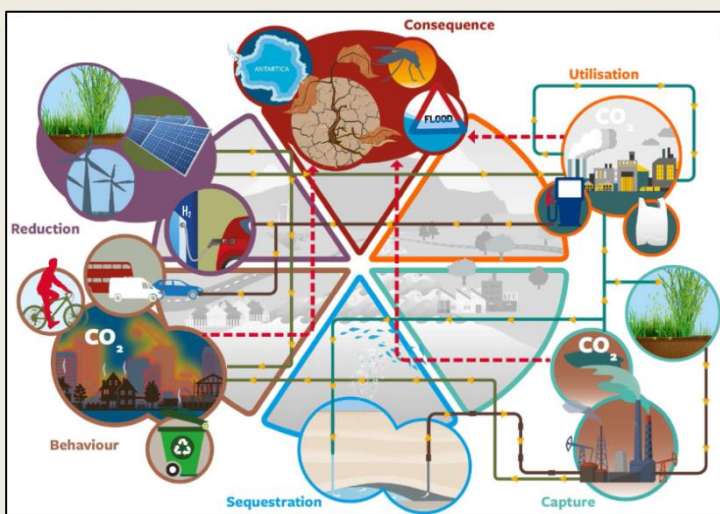 Consequence
ANTARTICA
FLOOD
Utilisation
CO2
H2
Reduction
CO2
CO2
Behaviour
Sequestration
Capture